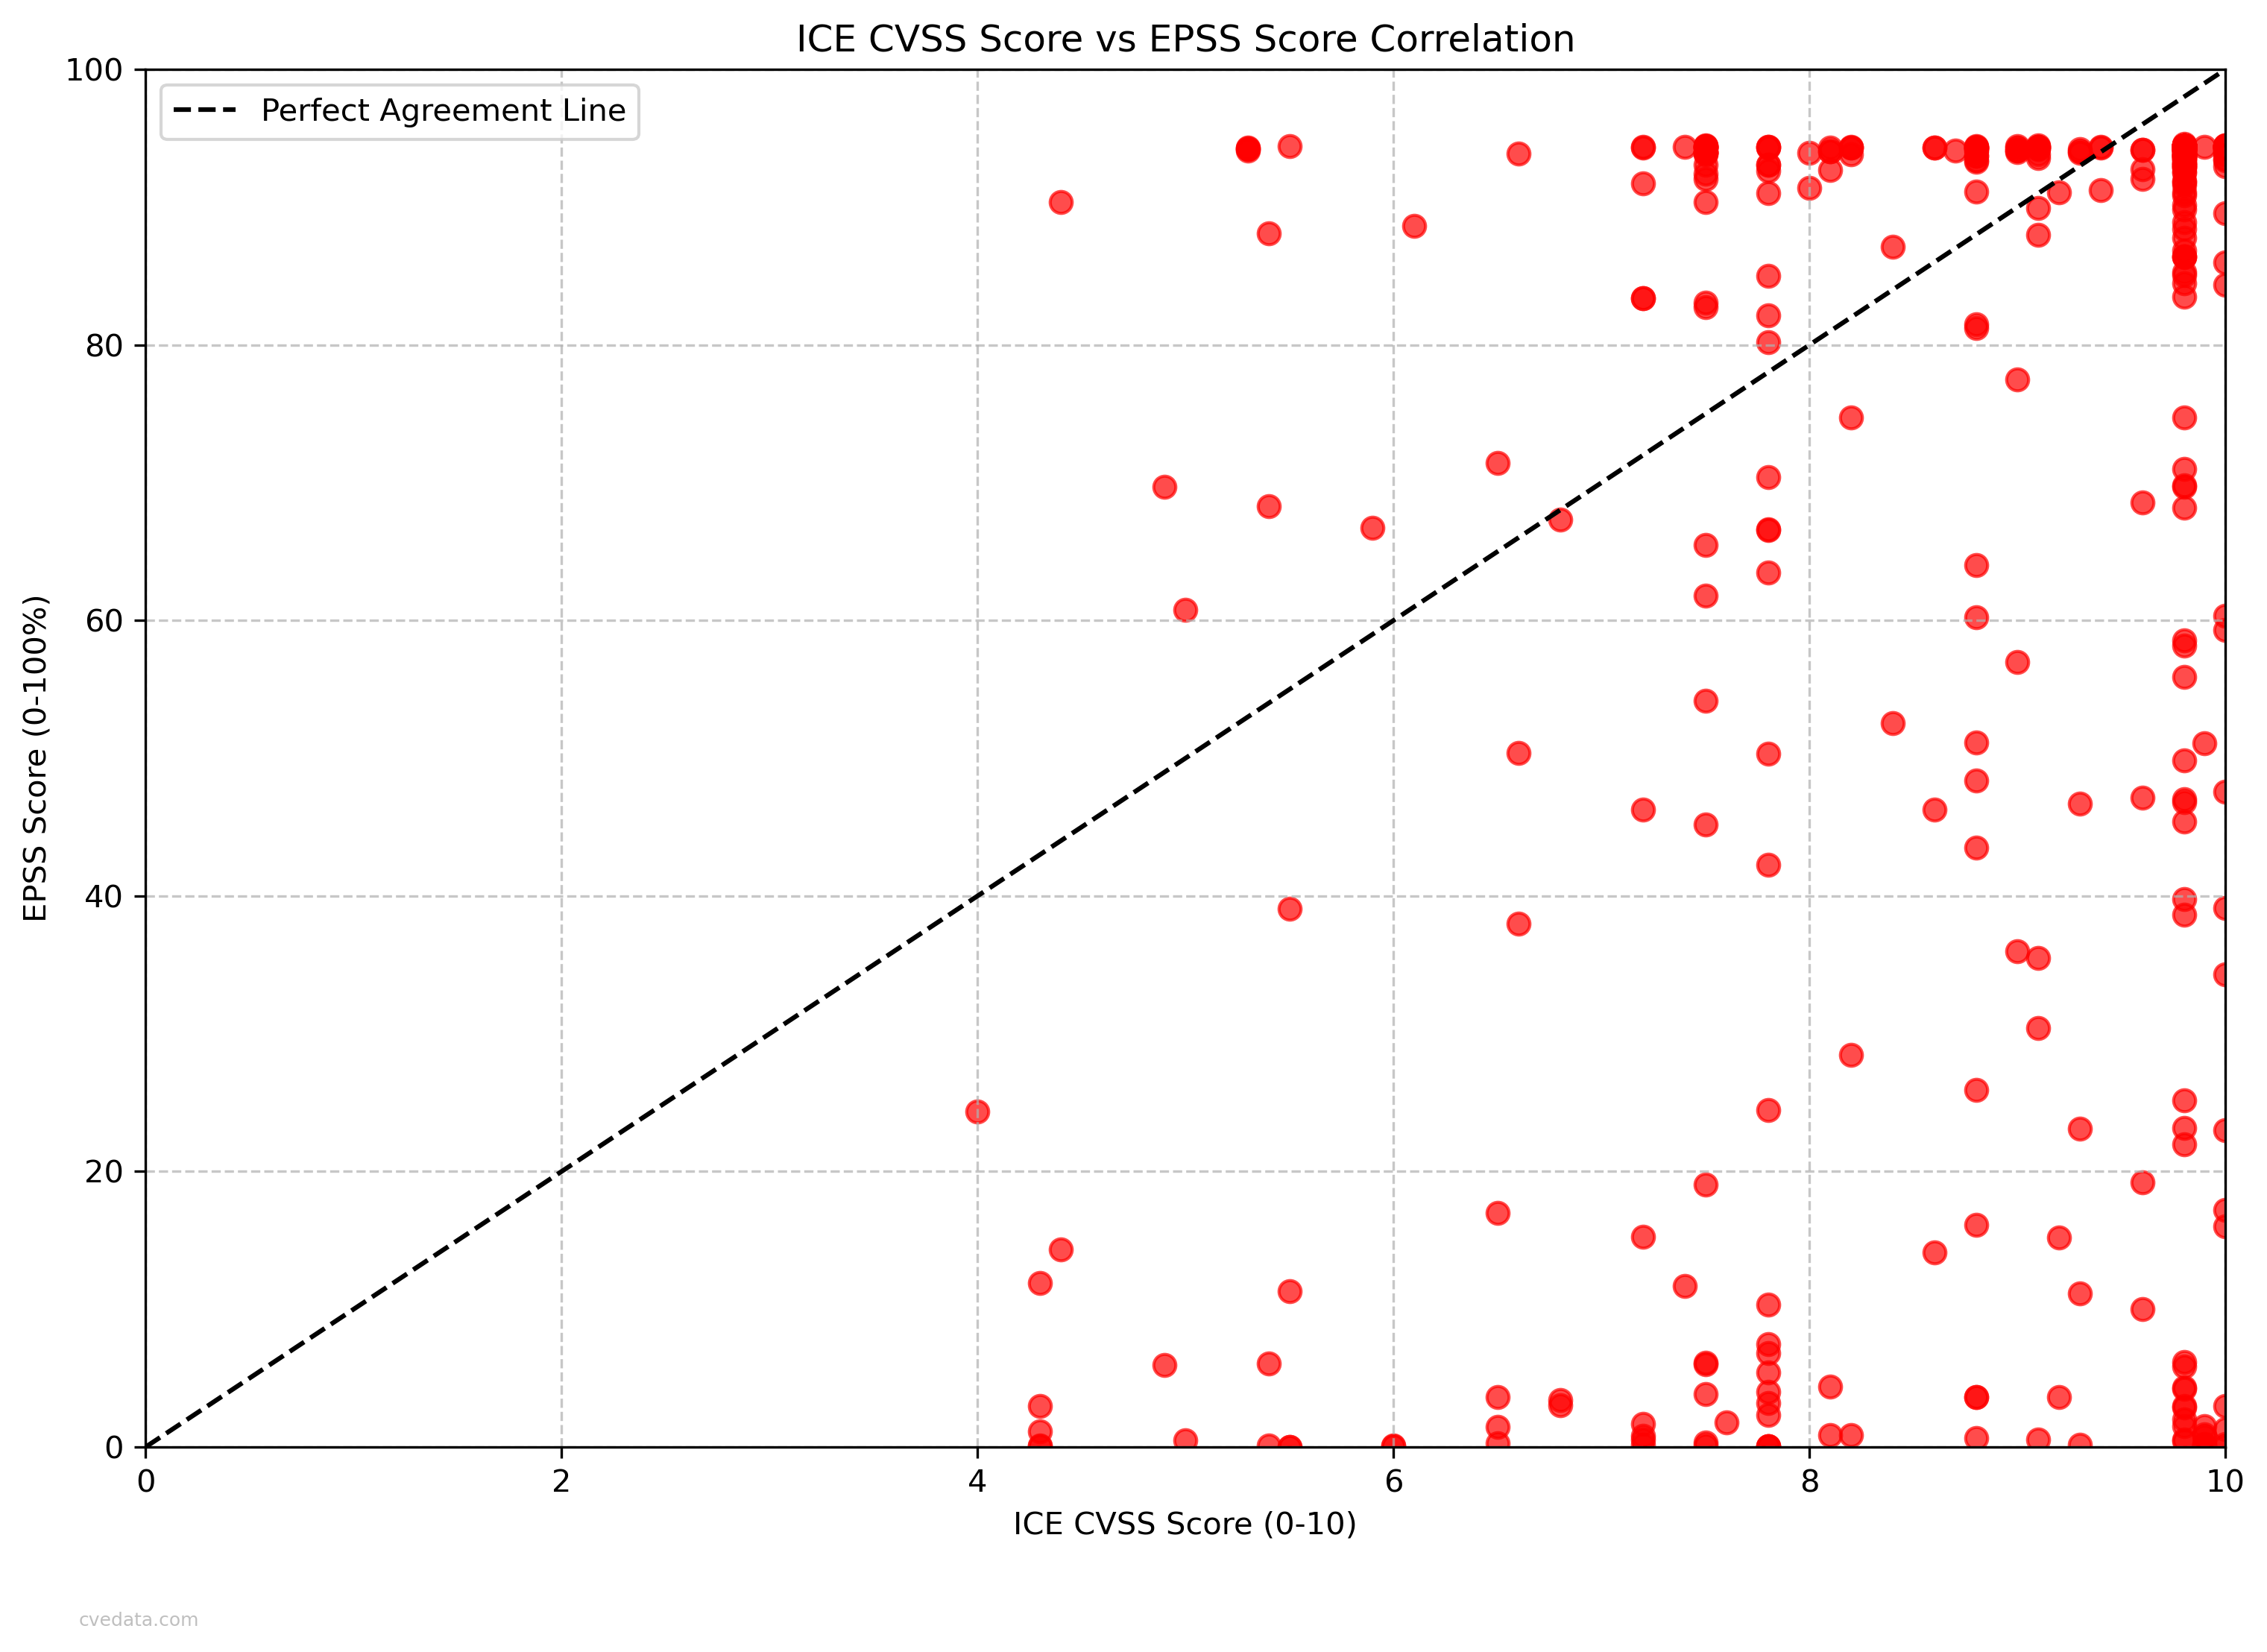 ICE CVSS Score vs EPSS Score Correlation
Perfect Agreement Line
EPSS Score (0-100%)
100
80
60
40
20
0
0 2 4 6 8 10
ICE CVSS Score (0-10)
cvedata.com